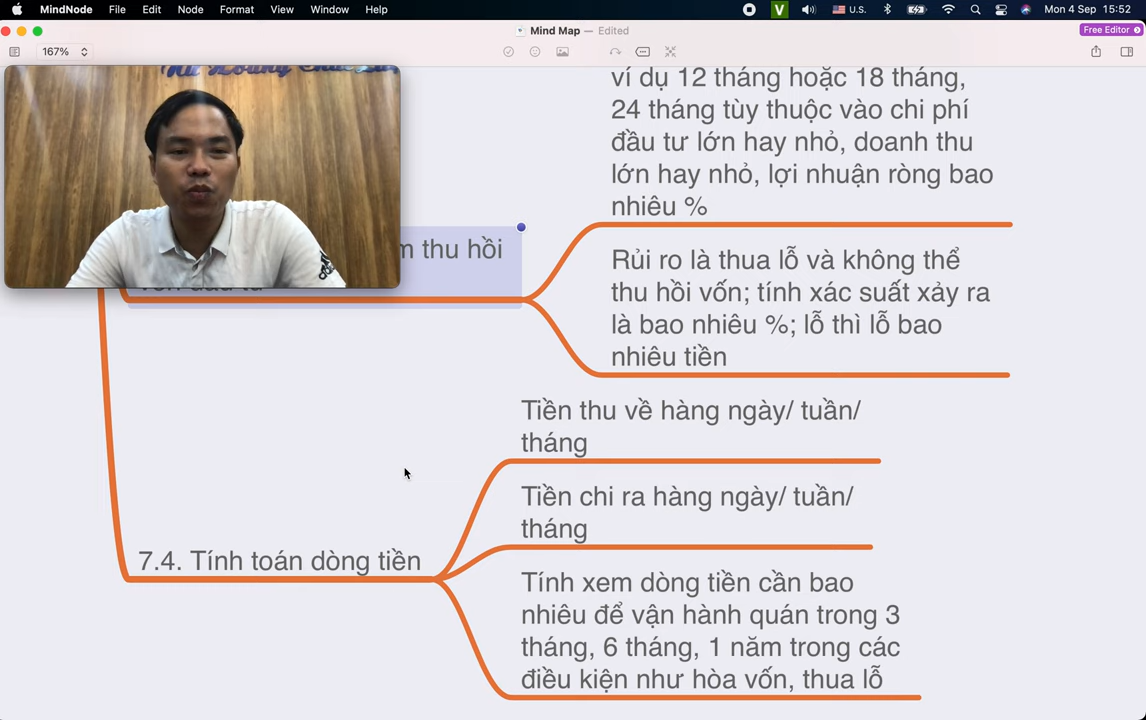 MindNode File Edit View Node Format Window Help
V U.S. Mon 4 Sep 15:52
Mind Map — Edited
Free Editor
167%
ví dụ 12 tháng hoặc 18 tháng,
24 tháng tùy thuộc vào chi phí
đầu tư lớn hay nhỏ, doanh thu
lớn hay nhỏ, lợi nhuận ròng bao
nhiêu %
thu hồi
Rủi ro là thua lỗ và không thể
thu hồi vốn; tính xác suất xảy ra
là bao nhiêu %; lỗ thì lỗ bao
nhiêu tiền
Tiền thu về hàng ngày/ tuần/
tháng
Tiền chi ra hàng ngày/ tuần/
tháng
7.4. Tính toán dòng tiền
Tính xem dòng tiền cần bao
nhiêu để vận hành quán trong 3
tháng, 6 tháng, 1 năm trong các
điều kiện như hòa vốn, thua lỗ